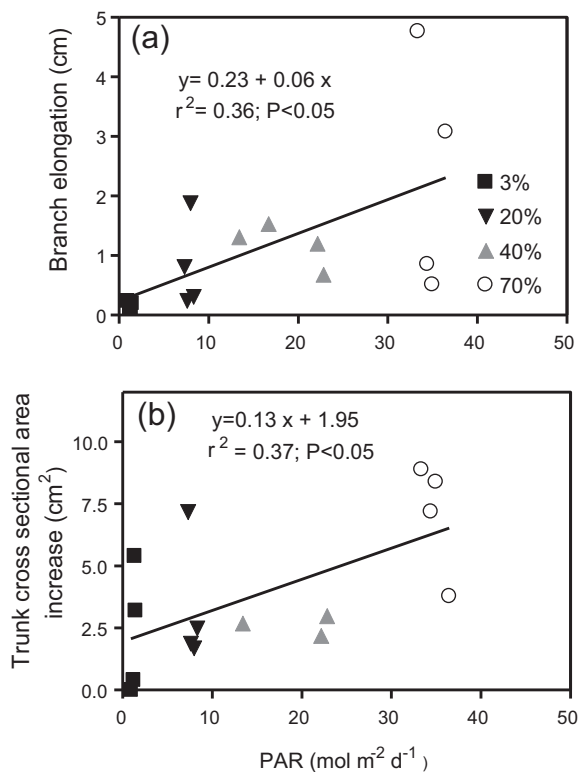 5
(a)
y= 0.23 + 0.06 x
r²= 0.36; P<0.05
4
3
2
1
0
Branch elongation (cm)
3%
20%
40%
70%
0 10 20 30 40 50
(b)
y=0.13 x + 1.95
r² = 0.37; P<0.05
10.0
7.5
5.0
2.5
0.0
Trunk cross sectional area
increase (cm²)
0 10 20 30 40 50
PAR (mol m⁻² d⁻¹)